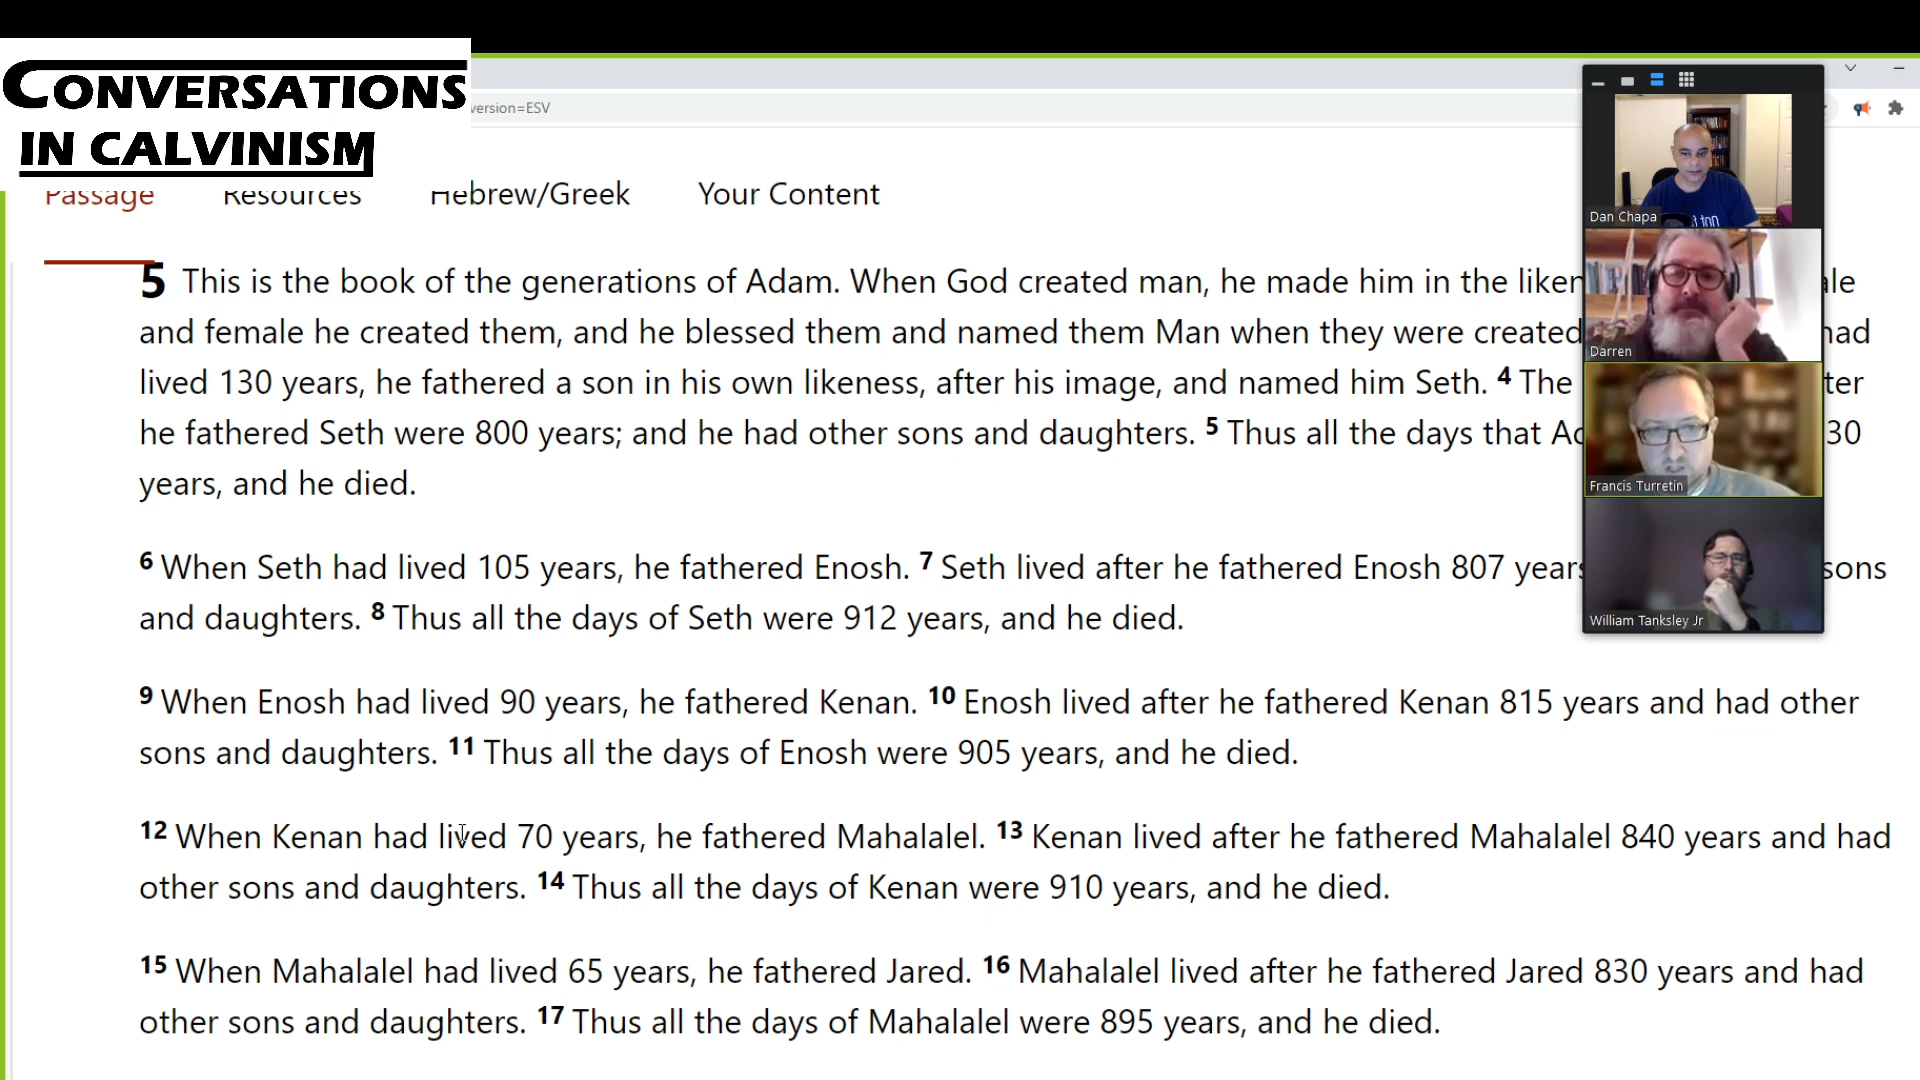 CONVERSATIONS
IN CALVINISM
version=ESV
Passage
Resources
Hebrew/Greek
Your Content
5 This is the book of the generations of Adam. When God created man, he made him in the
and female he created them, and he blessed them and named them Man when they were created had
lived 130 years, he fathered a son in his own likeness, after his image, and named him Seth. 4 The
he fathered Seth were 800 years; and he had other sons and daughters. 5 Thus all the days that 30
years, and he died.
6 When Seth had lived 105 years, he fathered Enosh. 7 Seth lived after he fathered Enosh 807 years sons
and daughters. 8 Thus all the days of Seth were 912 years, and he died.
9 When Enosh had lived 90 years, he fathered Kenan. 10 Enosh lived after he fathered Kenan 815 years and had other
sons and daughters. 11 Thus all the days of Enosh were 905 years, and he died.
12 When Kenan had lived 70 years, he fathered Mahalalel. 13 Kenan lived after he fathered Mahalalel 840 years and had
other sons and daughters. 14 Thus all the days of Kenan were 910 years, and he died.
15 When Mahalalel had lived 65 years, he fathered Jared. 16 Mahalalel lived after he fathered Jared 830 years and had
other sons and daughters. 17 Thus all the days of Mahalalel were 895 years, and he died.
Dan Chapa
Darren
Francis Turretin
William Tanksley Jr